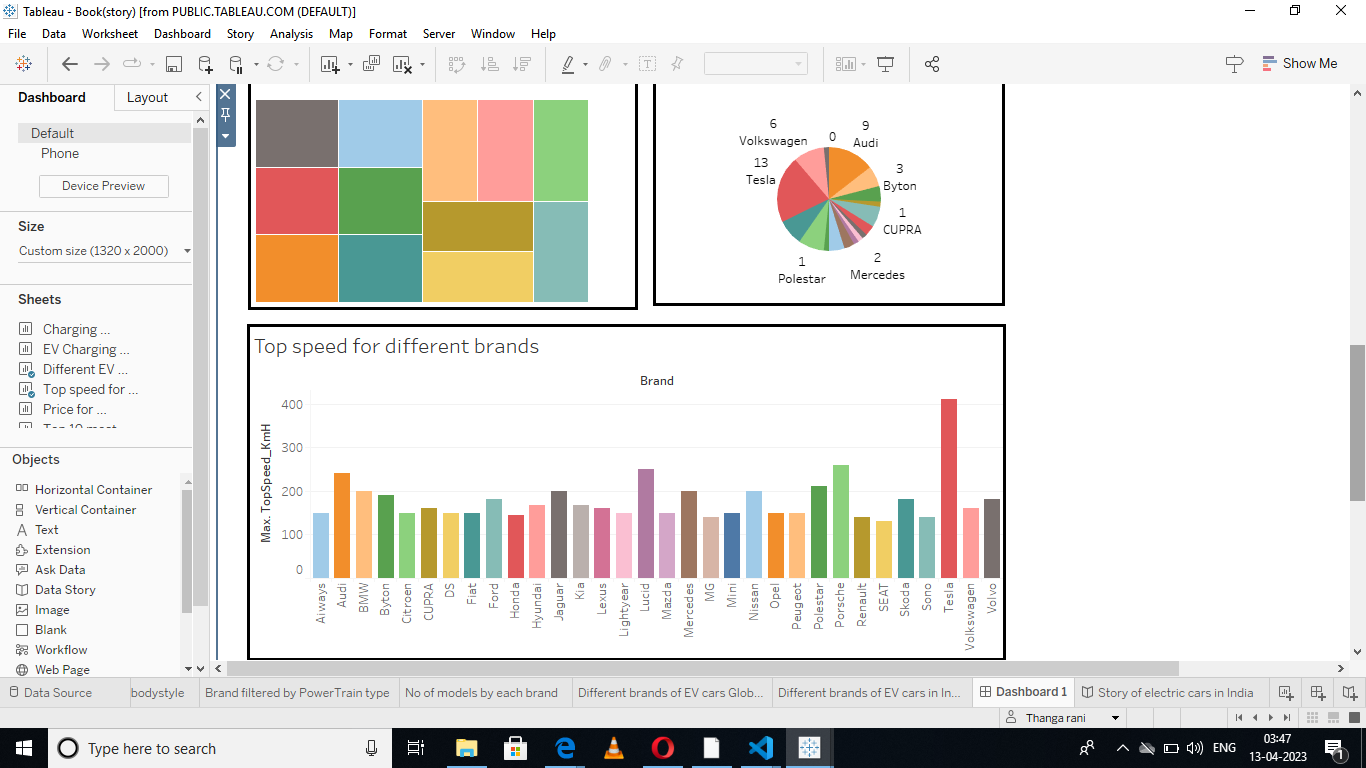 Tableau - Book(story) [from PUBLIC.TABLEAU.COM (DEFAULT)]
File Data Worksheet Dashboard Story Analysis Map Format Server Window Help
Show Me
Dashboard Layout
Default
Phone
Device Preview
Size
Custom size (1320 x 2000)
Sheets
Charging ...
EV Charging ...
Different EV ...
Top speed for ...
Price for ...
Objects
Horizontal Container
Vertical Container
Text
Extension
Ask Data
Data Story
Image
Blank
Workflow
Web Page
6
Volkswagen
0
9
Audi
13
Tesla
3
Byton
1
CUPRA
1
Polestar
2
Mercedes
Top speed for different brands
Brand
Max. TopSpeed_KmH
400
300
200
100
0
Aiways
Audi
BMW
Byton
Citroen
CUPRA
DS
Fiat
Ford
Honda
Hyundai
Jaguar
Kia
Lexus
Lightyear
Lucid
Mazda
Mercedes
MG
Mini
Nissan
Opel
Peugeot
Polestar
Porsche
Renault
SEAT
Skoda
Sono
Tesla
Volkswagen
Volvo
Data Source bodystyle Brand filtered by PowerTrain type No of models by each brand Different brands of EV cars Glob... Different brands of EV cars in In... Dashboard 1 Story of electric cars in India
Thanga rani
Type here to search
ENG
03:47
13-04-2023
1